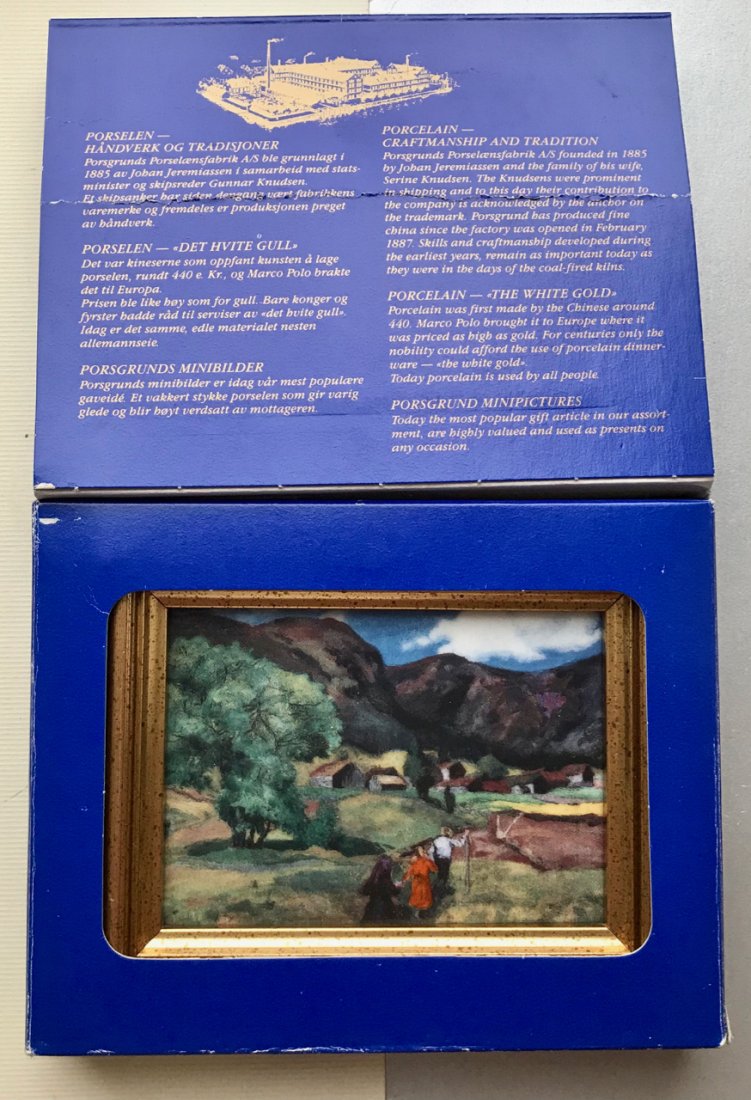 PORSELEN —
HÅNDVERK OG TRADISJONER
Porsgrunds Porselænsfabrik A/S ble grunnlagt i
1885 av Johan Jeremiassen i samarbeid med stats-
minister og skipsreder Gunnar Knudsen.
Et skipsanker har siden dengang vært fabrikkens
varemerke og fremdeles er produksjonen preget
av håndverk.
PORSELEN — «DET HVITE GULL»
Det var kineserne som oppfant kunsten å lage
porselen, rundt 440 e. Kr., og Marco Polo brakte
det til Europa.
Prisen ble like høy som for gull. Bare konger og
fyrster hadde råd til serviser av «det hvite gull».
Idag er det samme, edle materialet nesten
allemannseie.
PORSGRUNDS MINIBILDER
Porsgrunds minibilder er idag vår mest populære
gaveidé. Et vakkert stykke porselen som gir varig
glede og blir høyt verdsatt av mottageren.
PORCELAIN —
CRAFTMANSHIP AND TRADITION
Porsgrunds Porselænsfabrik A/S founded in 1885
by Johan Jeremiassen and the family of his wife,
Serine Knudsen. The Knudsens were prominent
in shipping and to this day their contribution to
the company is acknowledged by the anchor on
the trademark. Porsgrund has produced fine
china since the factory was opened in February
1887. Skills and craftmanship developed during
the earliest years, remain as important today as
they were in the days of the coal-fired kilns.
PORCELAIN — «THE WHITE GOLD»
Porcelain was first made by the Chinese around
440. Marco Polo brought it to Europe where it
was priced as high as gold. For centuries only the
nobility could afford the use of porcelain dinner-
ware — «the white gold».
Today porcelain is used by all people.
PORSGRUND MINIPICTURES
Today the most popular gift article in our assort-
ment, are highly valued and used as presents on
any occasion.